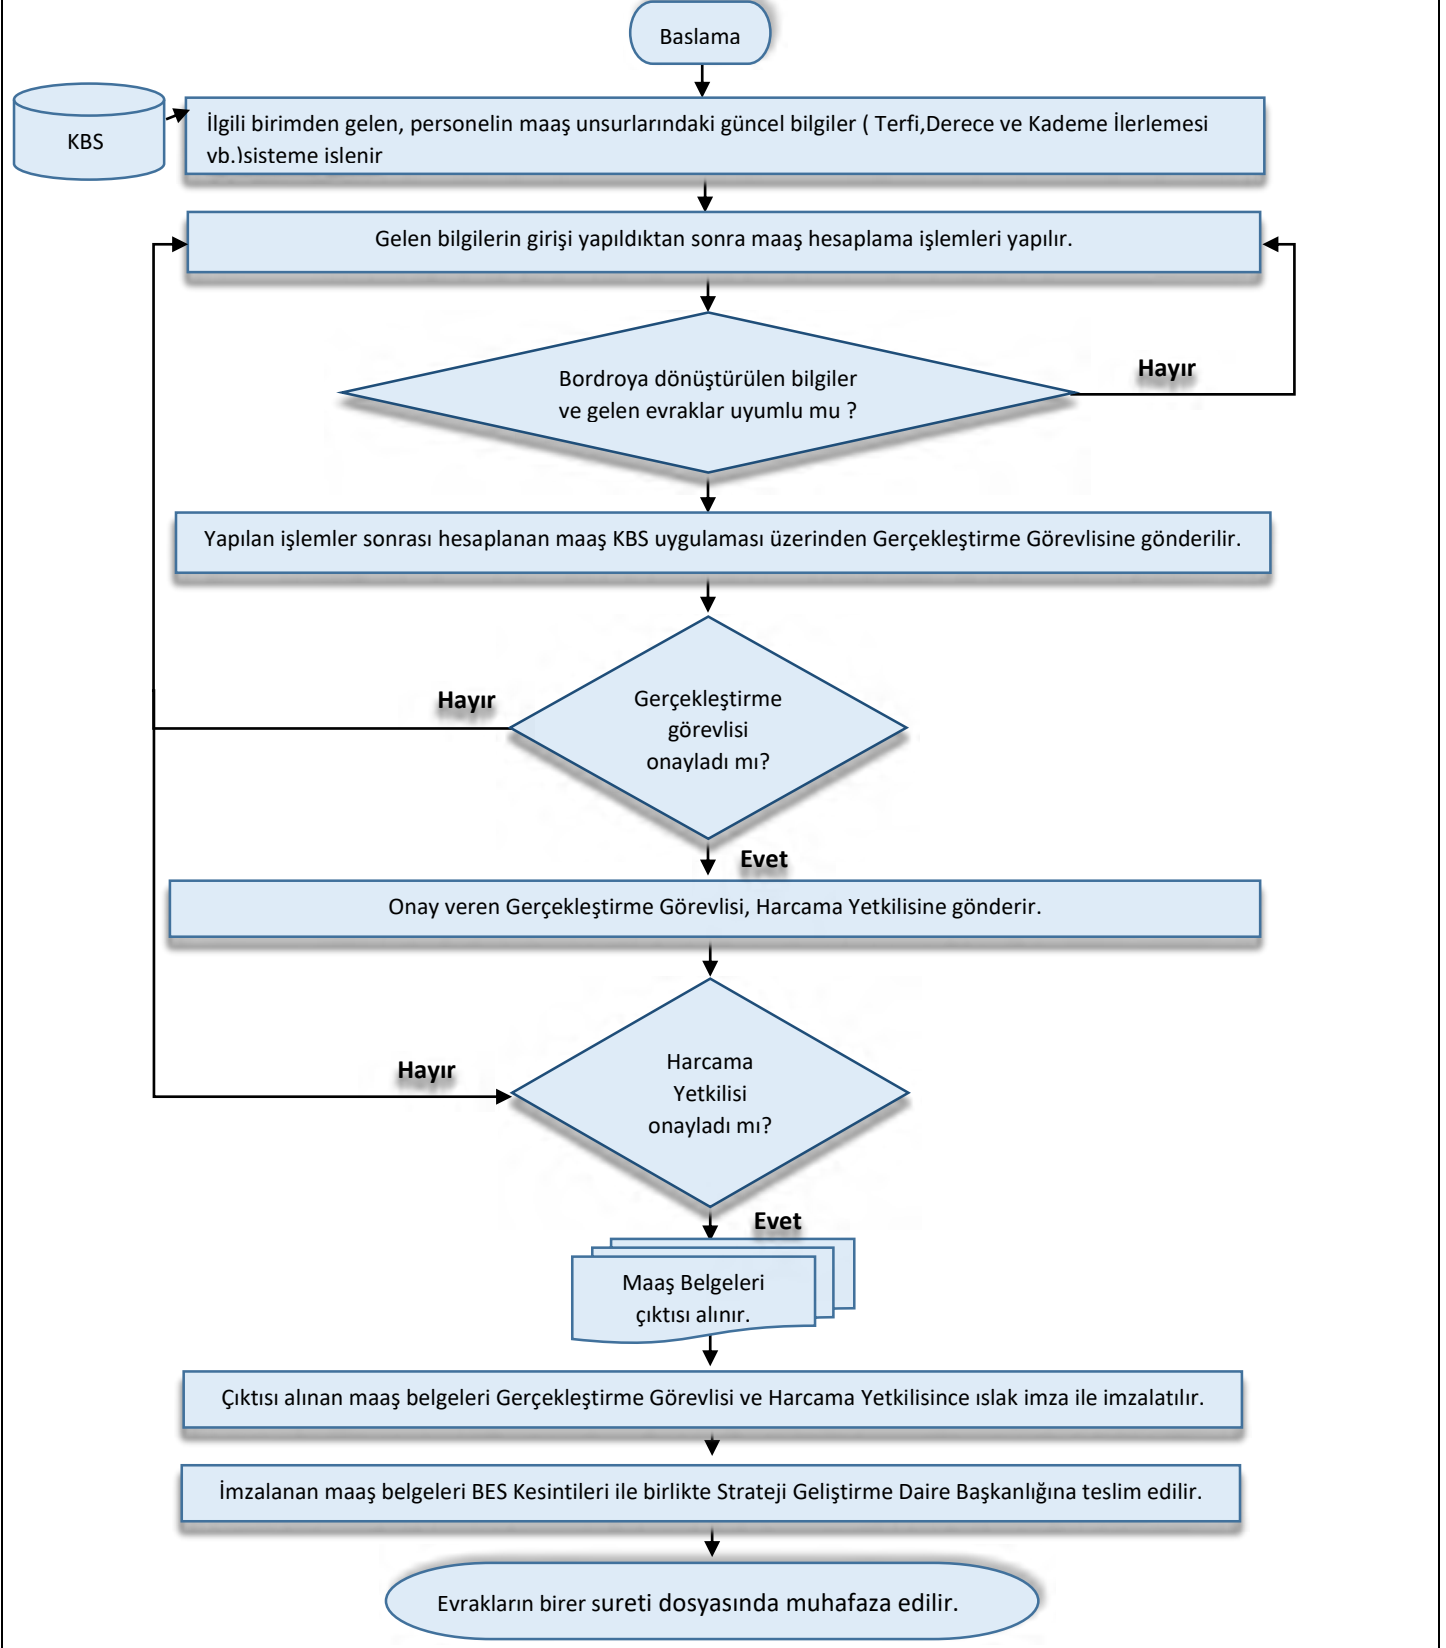 Baslama
KBS
İlgili birimden gelen, personelin maaş unsurlarındaki güncel bilgiler ( Terfi,Derece ve Kademe İlerlemesi
vb.)sisteme islenir
Gelen bilgilerin girişi yapıldıktan sonra maaş hesaplama işlemleri yapılır.
Bordroya dönüştürülen bilgiler
ve gelen evraklar uyumlu mu ?
Hayır
Yapılan işlemler sonrası hesaplanan maaş KBS uygulaması üzerinden Gerçekleştirme Görevlisine gönderilir.
Hayır
Gerçekleştirme
görevlisi
onayladı mı?
Evet
Onay veren Gerçekleştirme Görevlisi, Harcama Yetkilisine gönderir.
Hayır
Harcama
Yetkilisi
onayladı mı?
Evet
Maaş Belgeleri
çıktısı alınır.
Çıktısı alınan maaş belgeleri Gerçekleştirme Görevlisi ve Harcama Yetkilisince ıslak imza ile imzalatılır.
İmzalanan maaş belgeleri BES Kesintileri ile birlikte Strateji Geliştirme Daire Başkanlığına teslim edilir.
Evrakların birer sureti dosyasında muhafaza edilir.